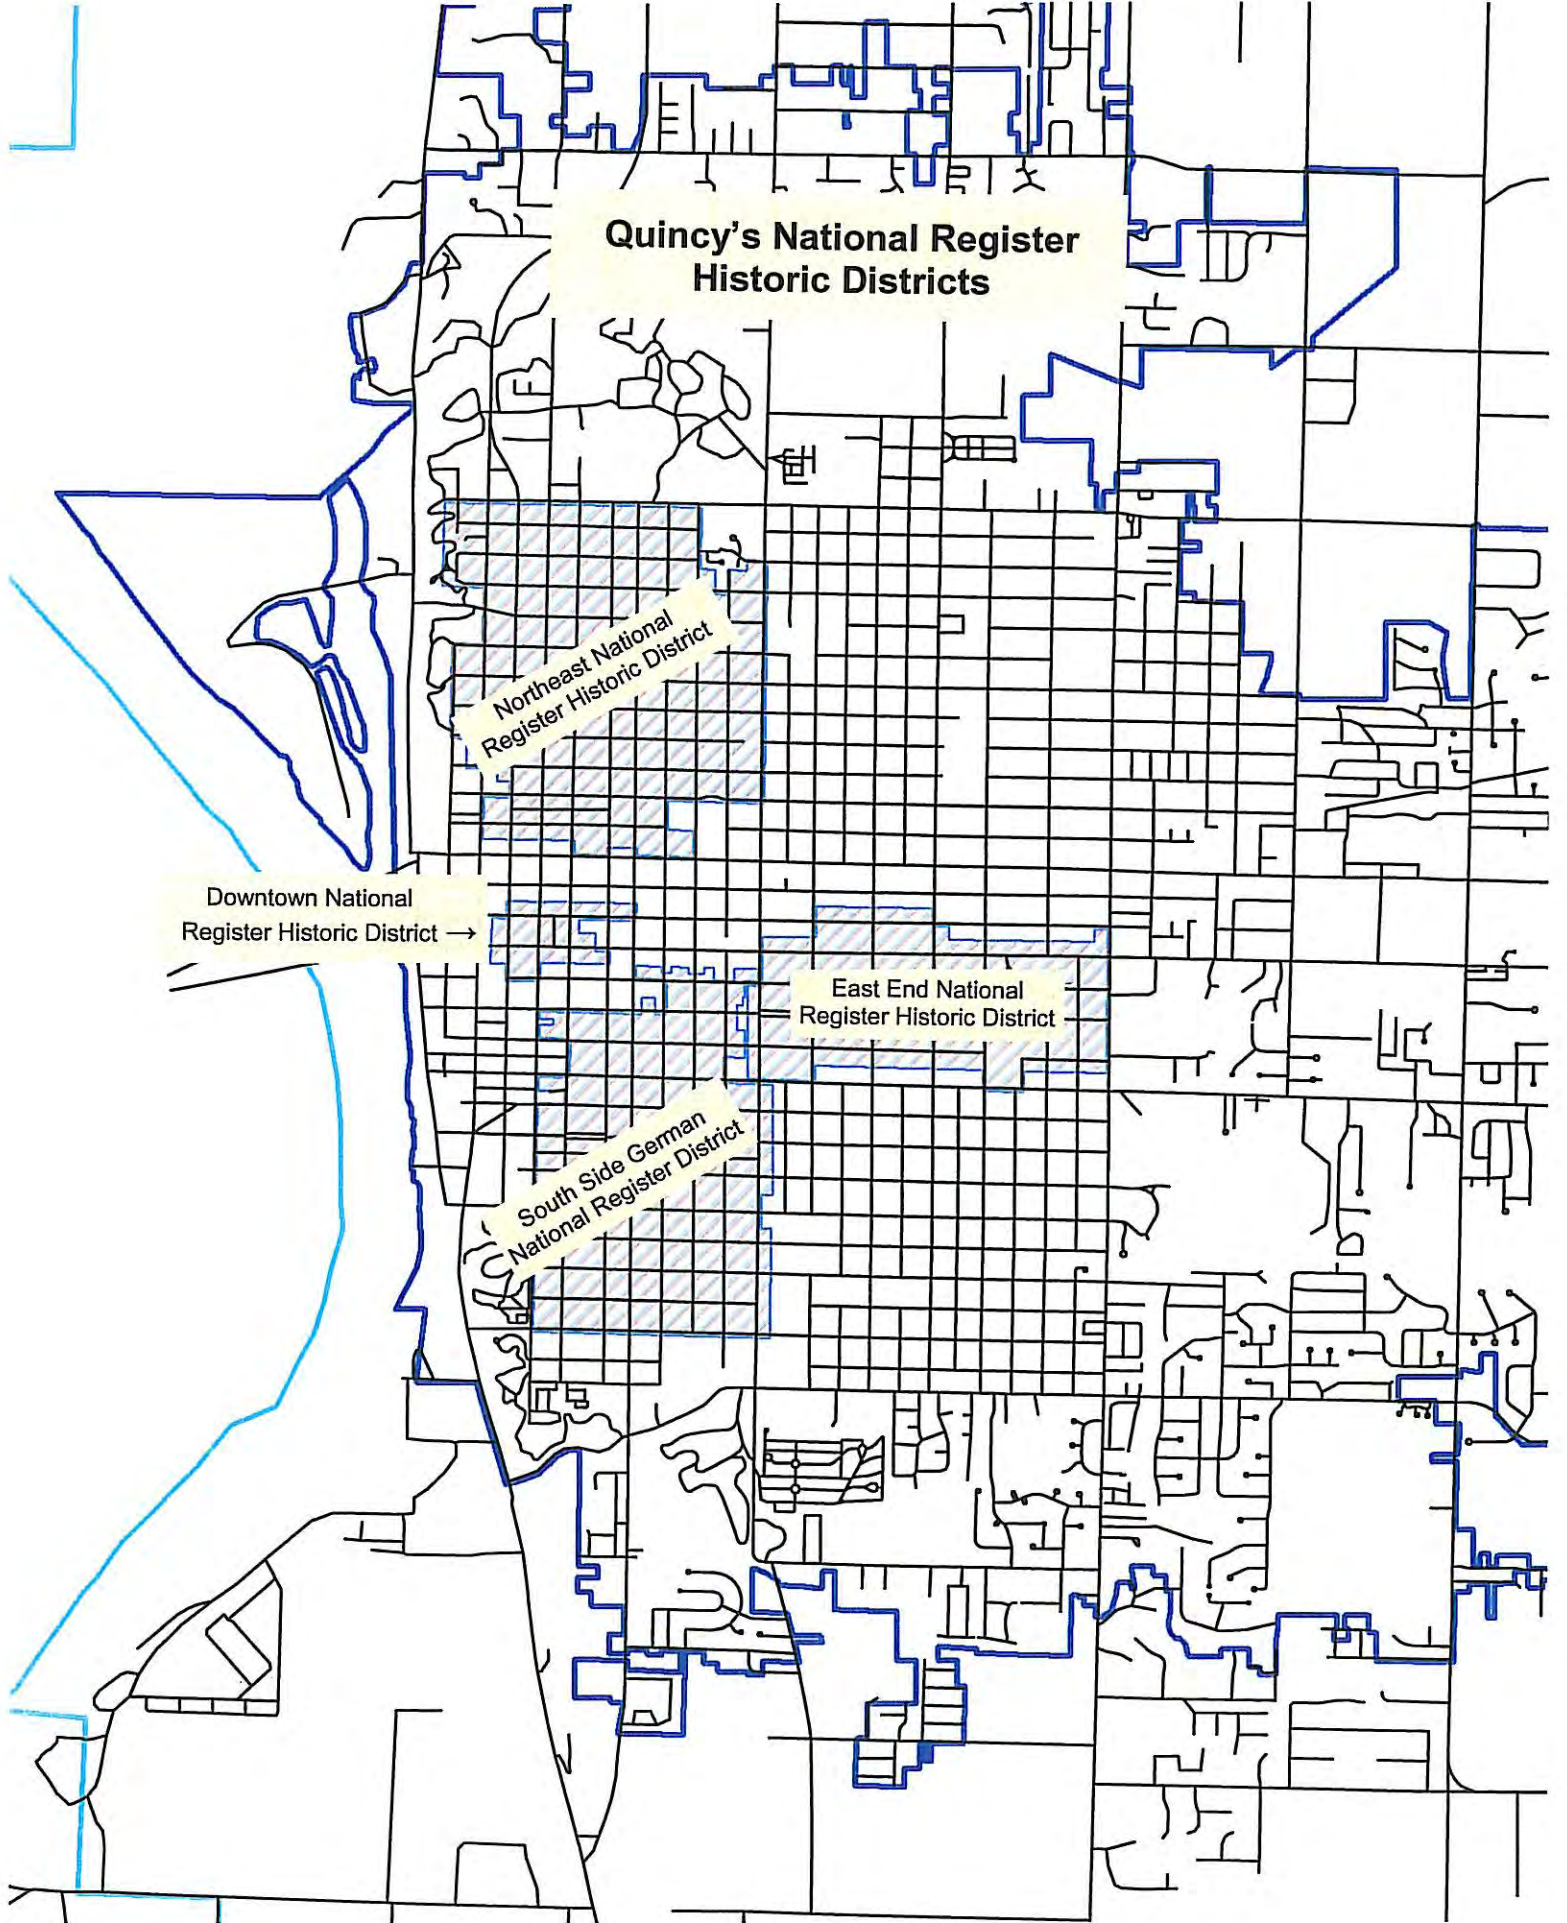 Quincy's National Register
Historic Districts
Northeast National
Register Historic District
Downtown National
Register Historic District →
East End National
Register Historic District
South Side German
National Register District